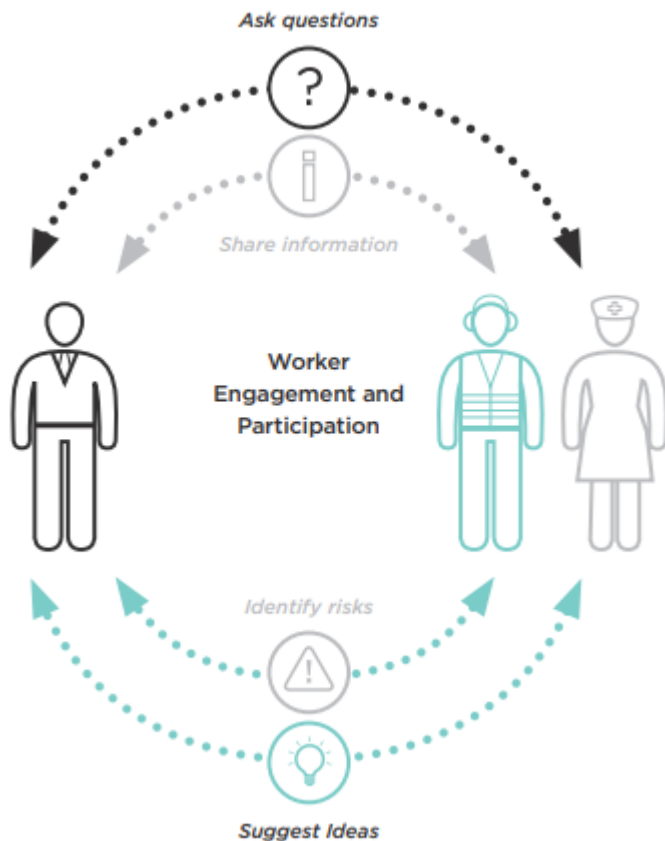 Ask questions
?
i
Share information
Worker
Engagement and
Participation
Identify risks
!
Suggest Ideas